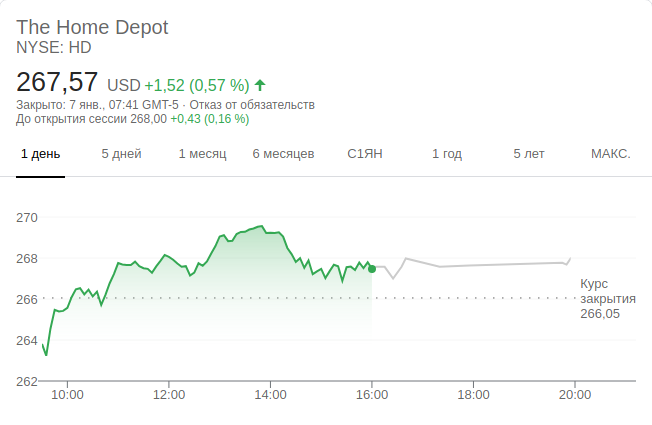 The Home Depot
NYSE: HD
267,57 USD +1,52 (0,57 %)
Закрыто: 7 янв., 07:41 GMT-5 · Отказ от обязательств
До открытия сессии 268,00 +0,43 (0,16 %)
1 день 5 дней 1 месяц 6 месяцев С1ЯН 1 год 5 лет МАКС.
270
268
266
264
262
Курс
закрытия
266,05
10:00 12:00 14:00 16:00 18:00 20:00